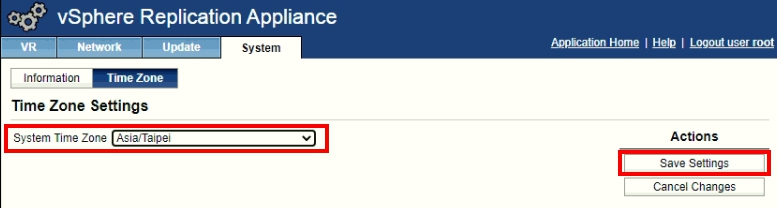 vSphere Replication Appliance
VR Network Update System Application Home | Help | Logout user root
Information Time Zone
Time Zone Settings
System Time Zone Asia/Taipei
Actions
Save Settings
Cancel Changes